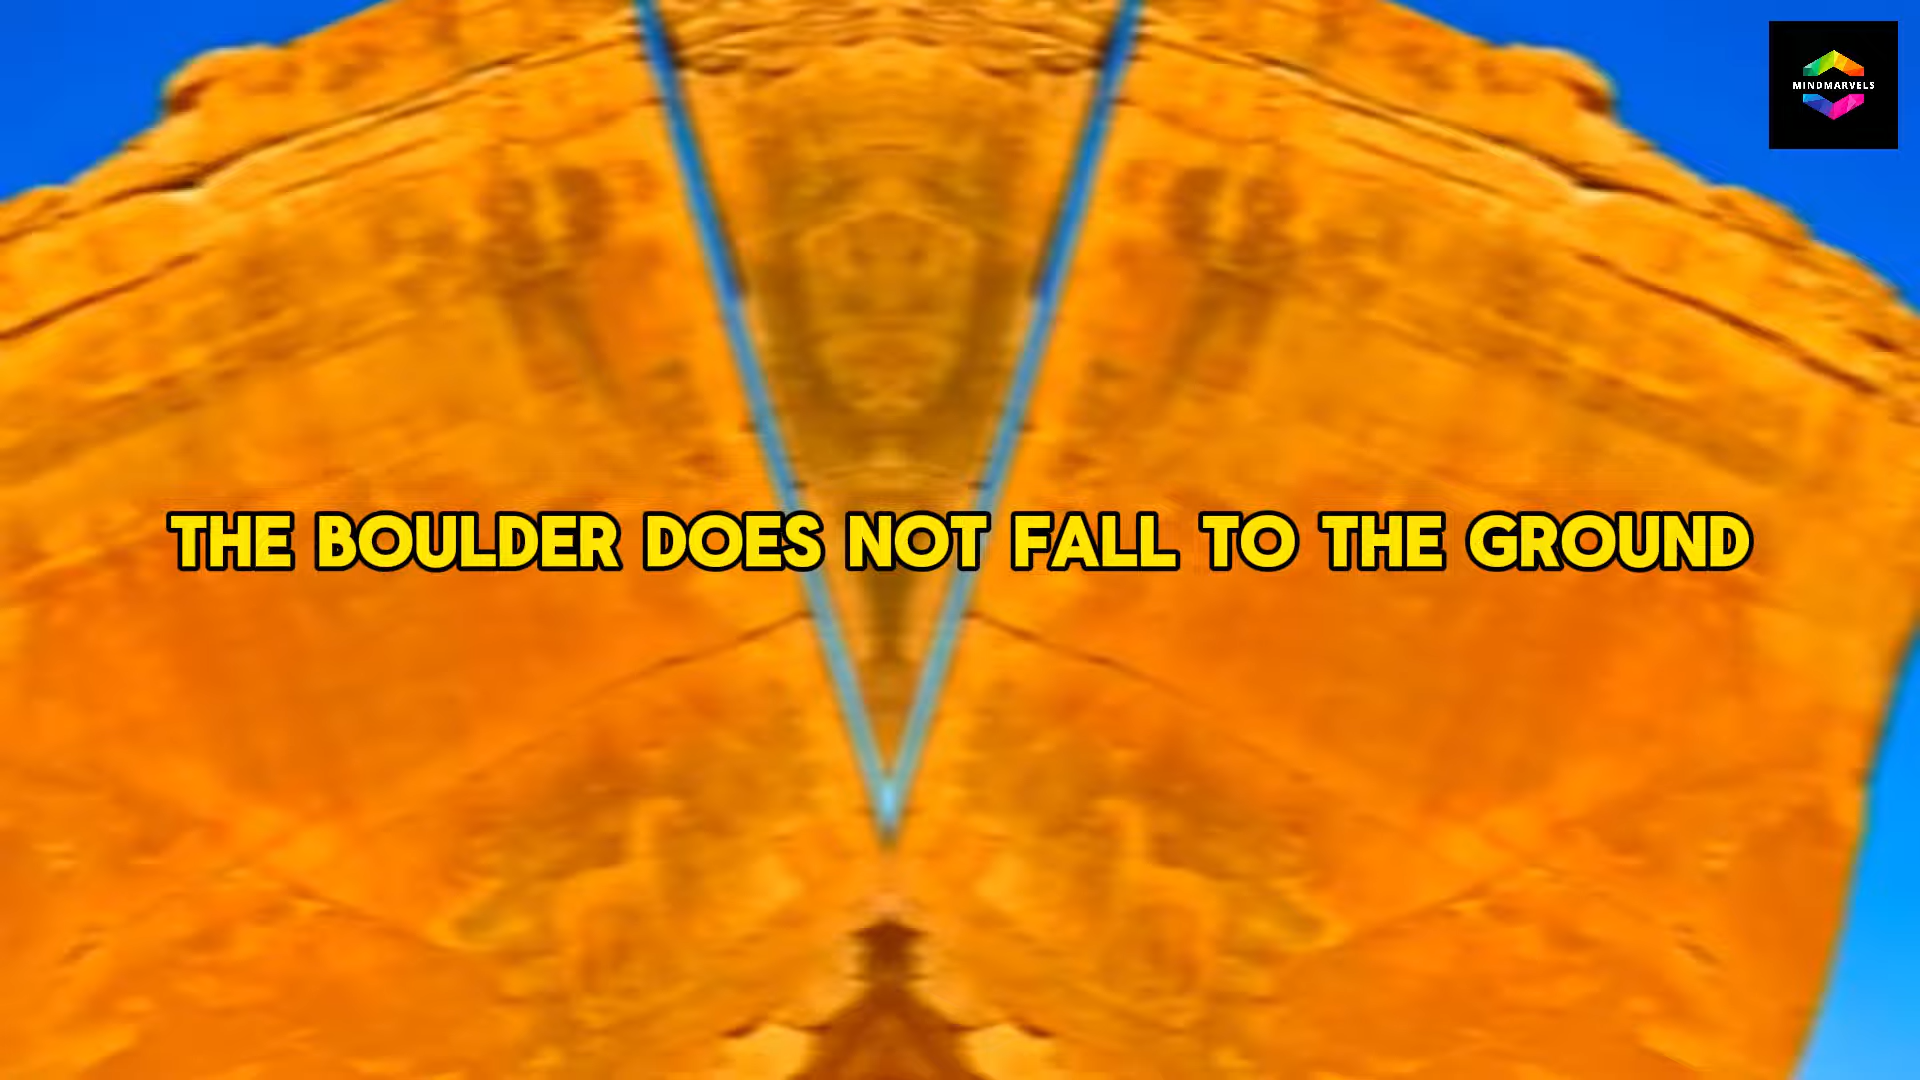 MINDMARVELS
THE BOULDER DOES NOT FALL TO THE GROUND